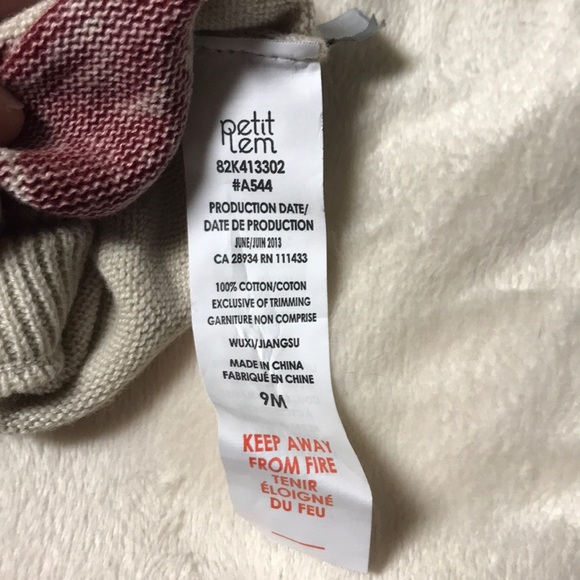 petit
lem
82K413302
#A544
PRODUCTION DATE/
DATE DE PRODUCTION
JUNE/JUIN 2013
CA 28934 RN 111433
100% COTTON/COTON
EXCLUSIVE OF TRIMMING
GARNITURE NON COMPRISE
WUXI/JIANGSU
MADE IN CHINA
FABRIQUÉ EN CHINE
9M
KEEP AWAY
FROM FIRE
TENIR
ÉLOIGNÉ
DU FEU